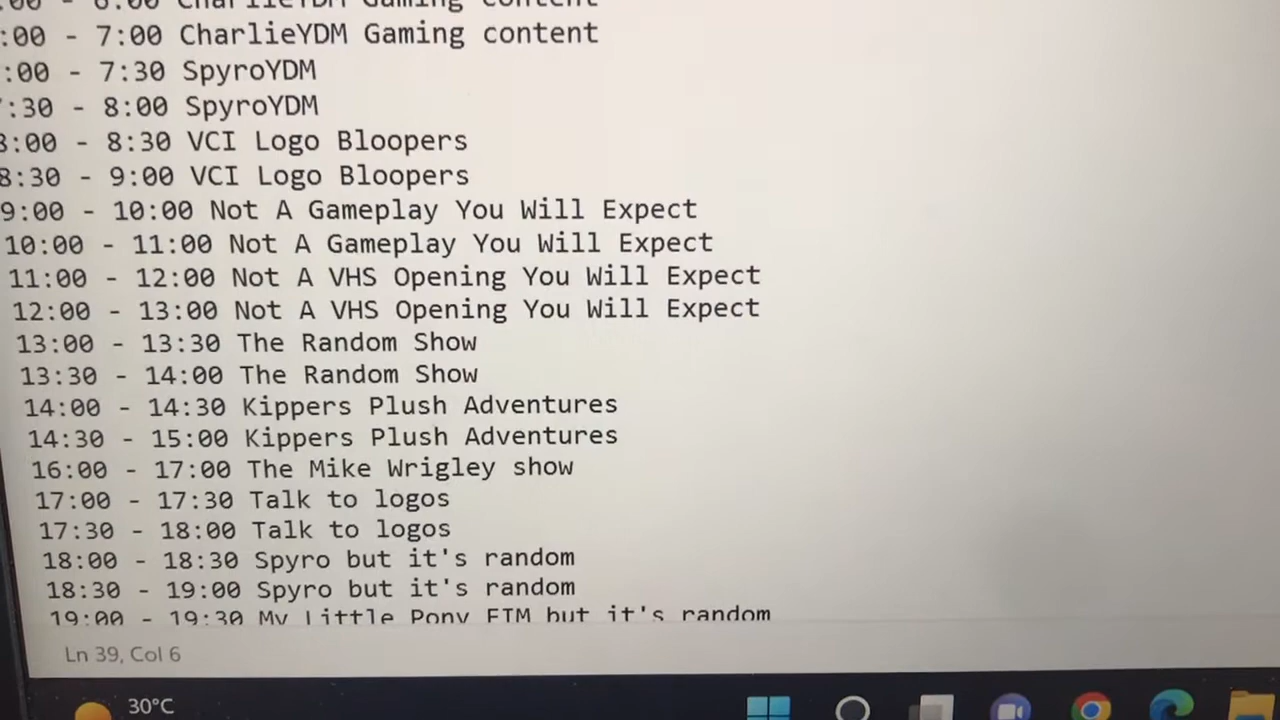 :00 - 6:00 CharlieYDM Gaming content
:00 - 7:00 CharlieYDM Gaming content
:00 - 7:30 SpyroYDM
:30 - 8:00 SpyroYDM
8:00 - 8:30 VCI Logo Bloopers
8:30 - 9:00 VCI Logo Bloopers
9:00 - 10:00 Not A Gameplay You Will Expect
10:00 - 11:00 Not A Gameplay You Will Expect
11:00 - 12:00 Not A VHS Opening You Will Expect
12:00 - 13:00 Not A VHS Opening You Will Expect
13:00 - 13:30 The Random Show
13:30 - 14:00 The Random Show
14:00 - 14:30 Kippers Plush Adventures
14:30 - 15:00 Kippers Plush Adventures
16:00 - 17:00 The Mike Wrigley show
17:00 - 17:30 Talk to logos
17:30 - 18:00 Talk to logos
18:00 - 18:30 Spyro but it's random
18:30 - 19:00 Spyro but it's random
19:00 - 19:30 My Little Pony FIM but it's random
Ln 39, Col 6
30°C